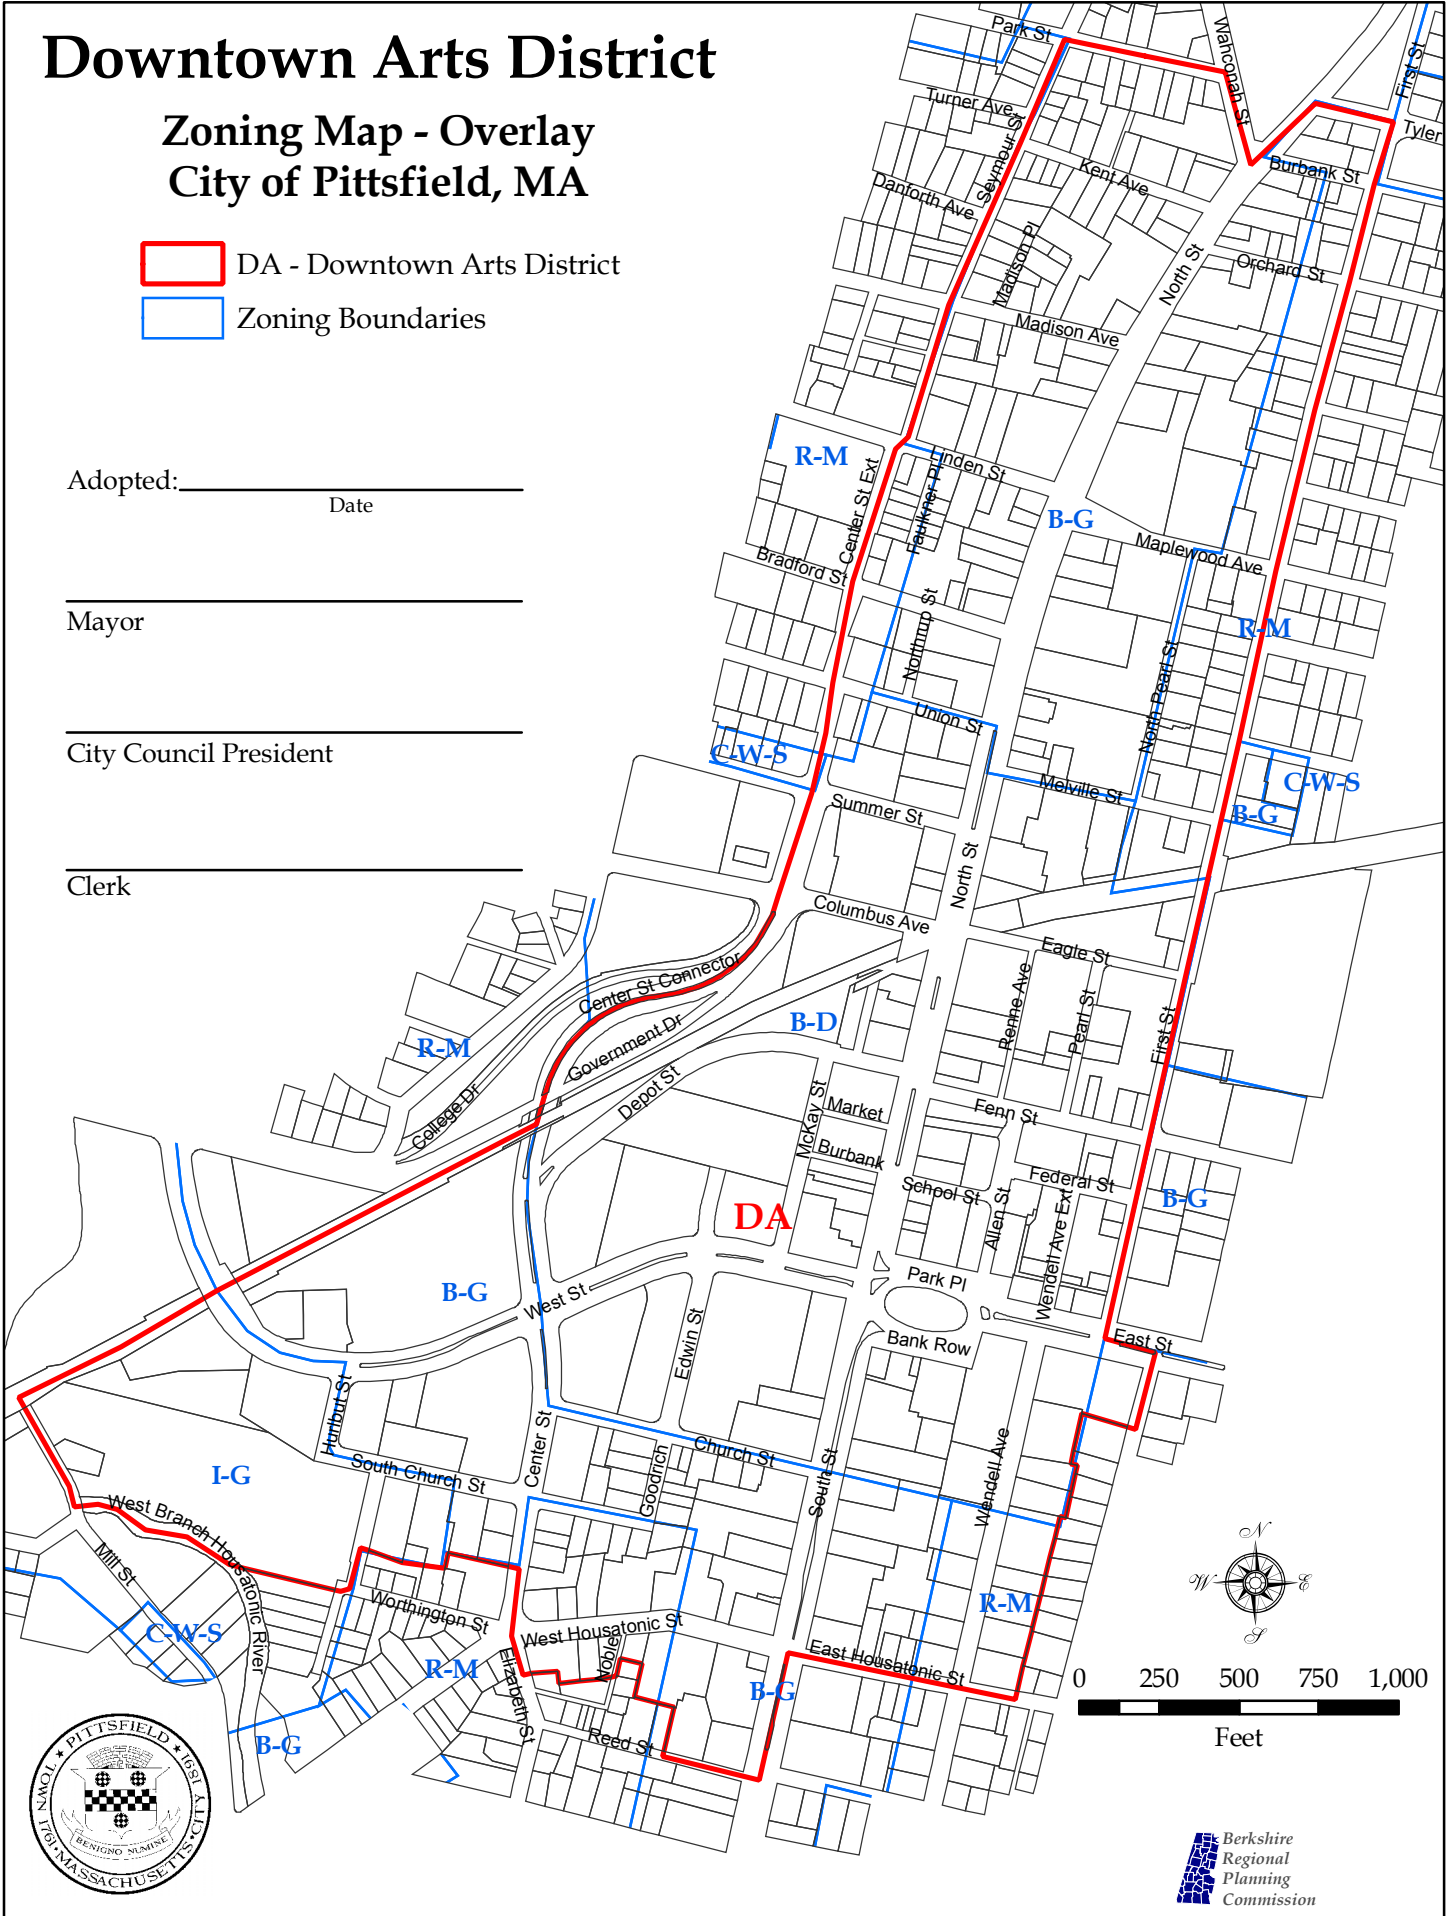 Downtown Arts District
Zoning Map - Overlay
City of Pittsfield, MA
DA - Downtown Arts District
Zoning Boundaries
Adopted:
Date
Mayor
City Council President
Clerk
Park St
Wahconah St
First St
Turner Ave
Seymour St
Tyler
Kent Ave
Burbank St
Danforth Ave
Madison Pl
North St
Orchard St
Madison Ave
R-M
Linden St
Center St Ext
Faulkner Pl
B-G
Maplewood Ave
Bradford St
Northrup St
R-M
North Pearl St
Union St
C-W-S
Melville St
C-W-S
Summer St
B-G
North St
Columbus Ave
Eagle St
Center St Connector
Renne Ave
Pearl St
First St
B-D
Government Dr
R-M
College Dr
Depot St
McKay St
Market
Fenn St
Burbank
Federal St
School St
Allen St
Wendell Ave Ext
B-G
DA
Park Pl
B-G
West St
Bank Row
East St
Edwin St
Hurlbut St
Center St
Church St
Goodrich
South St
Wendell Ave
I-G
South Church St
West Branch Housatonic River
Mill St
Worthington St
R-M
C-W-S
West Housatonic St
Noble
East Housatonic St
R-M
Elizabeth St
B-G
B-G
Reed St
N
W
E
S
0 250 500 750 1,000
Feet
PITTSFIELD
TOWN 1761
CITY 1891
MASSACHUSETTS
BENIGNO NUMINE
Berkshire
Regional
Planning
Commission